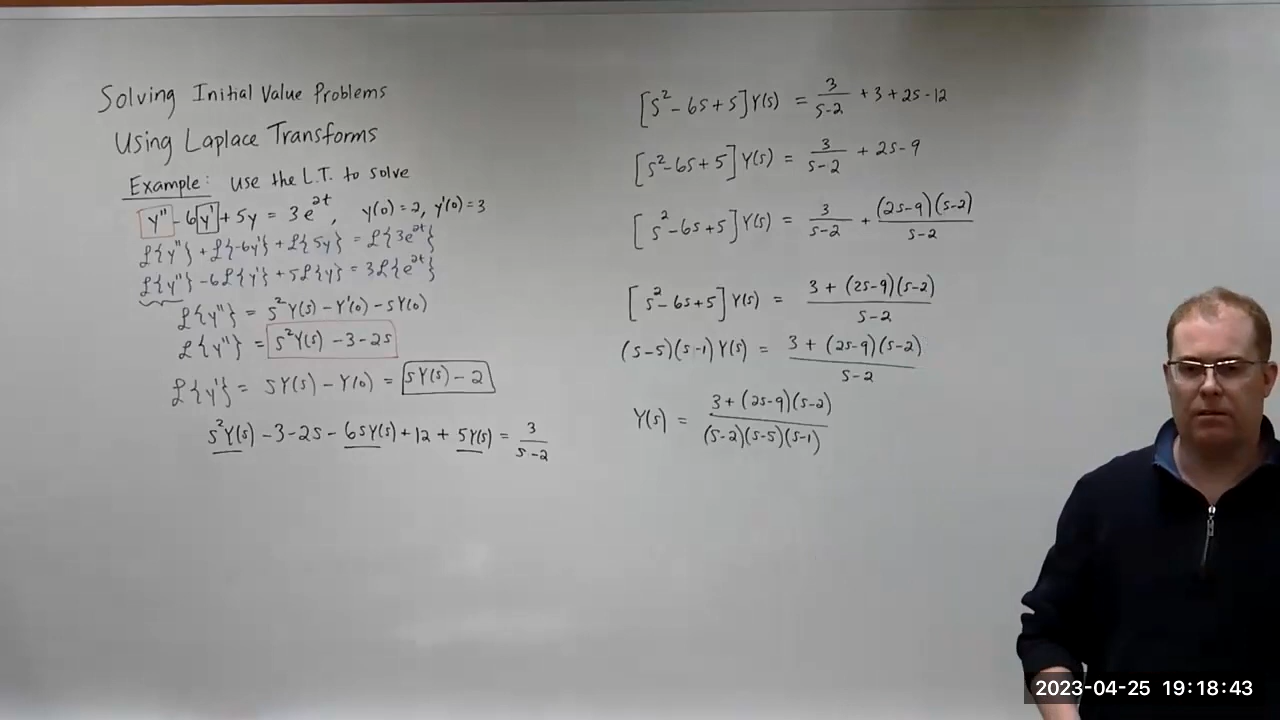 Solving Initial Value Problems
Using Laplace Transforms
Example: Use the L.T. to solve
y'' - 6y' + 5y = 3e^{2t}, y(0) = 2, y'(0) = 3
ℒ{y''} + ℒ{-6y'} + ℒ{5y} = ℒ{3e^{2t}}
ℒ{y''} - 6ℒ{y'} + 5ℒ{y} = 3ℒ{e^{2t}}
ℒ{y''} = s²Y(s) - Y'(0) - sY(0)
ℒ{y''} = s²Y(s) - 3 - 2s
ℒ{y'} = sY(s) - Y(0) = sY(s) - 2
s²Y(s) - 3 - 2s - 6sY(s) + 12 + 5Y(s) = 3/(s-2)
[s² - 6s + 5]Y(s) = 3/(s-2) + 3 + 2s - 12
[s² - 6s + 5]Y(s) = 3/(s-2) + 2s - 9
[s² - 6s + 5]Y(s) = 3/(s-2) + (2s-9)(s-2)/(s-2)
[s² - 6s + 5]Y(s) = (3 + (2s-9)(s-2))/(s-2)
(s-5)(s-1)Y(s) = (3 + (2s-9)(s-2))/(s-2)
Y(s) = (3 + (2s-9)(s-2))/((s-2)(s-5)(s-1))
2023-04-25 19:18:43